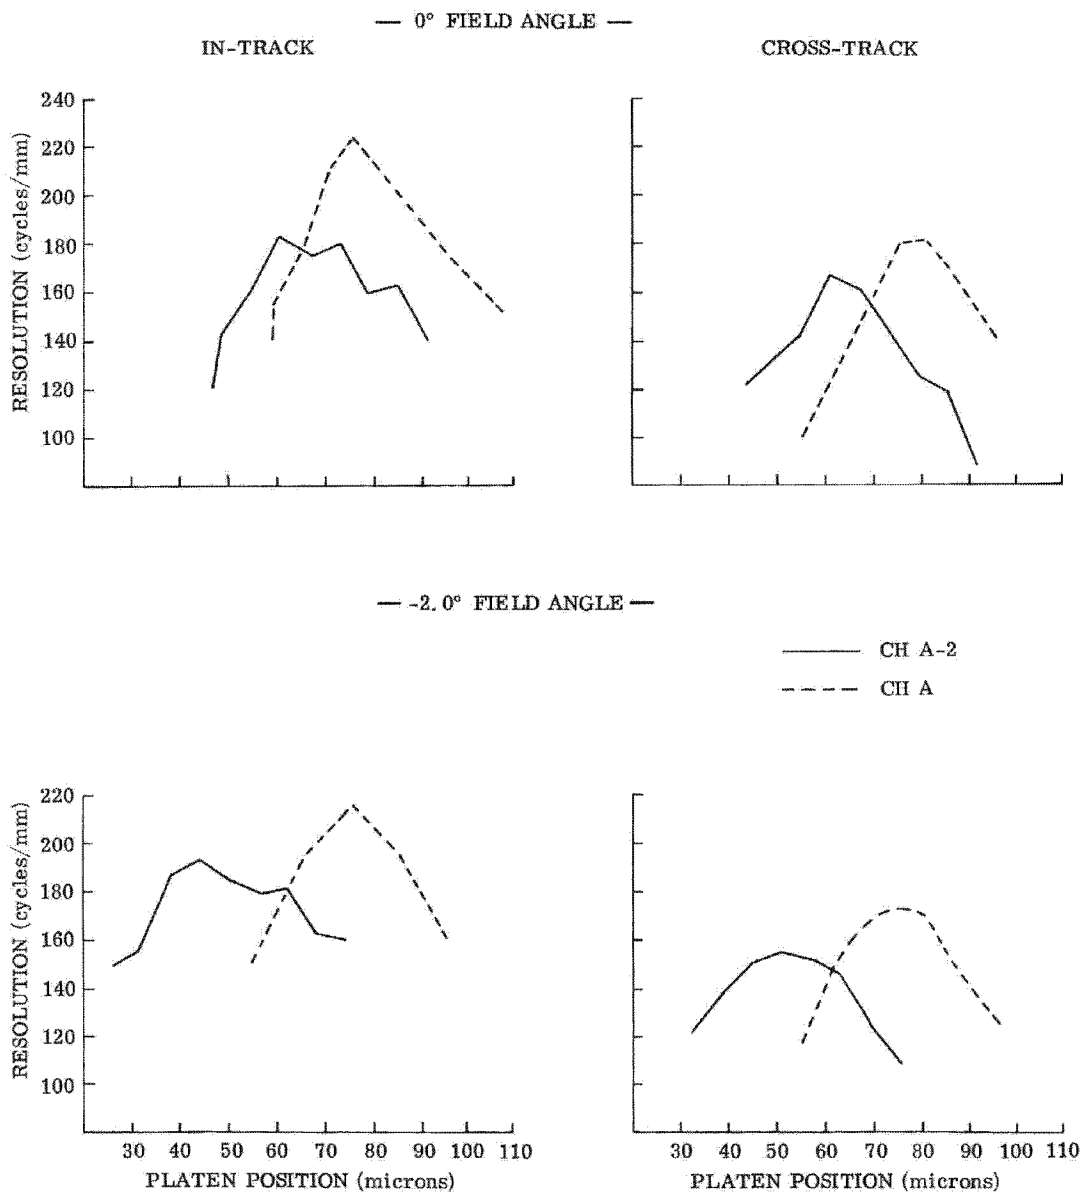 — 0° FIELD ANGLE —
IN-TRACK
CROSS-TRACK
RESOLUTION (cycles/mm)
240
220
200
180
160
140
120
100
— -2.0° FIELD ANGLE —
CH A-2
CH A
RESOLUTION (cycles/mm)
220
200
180
160
140
120
100
30 40 50 60 70 80 90 100 110
PLATEN POSITION (microns)
30 40 50 60 70 80 90 100 110
PLATEN POSITION (microns)